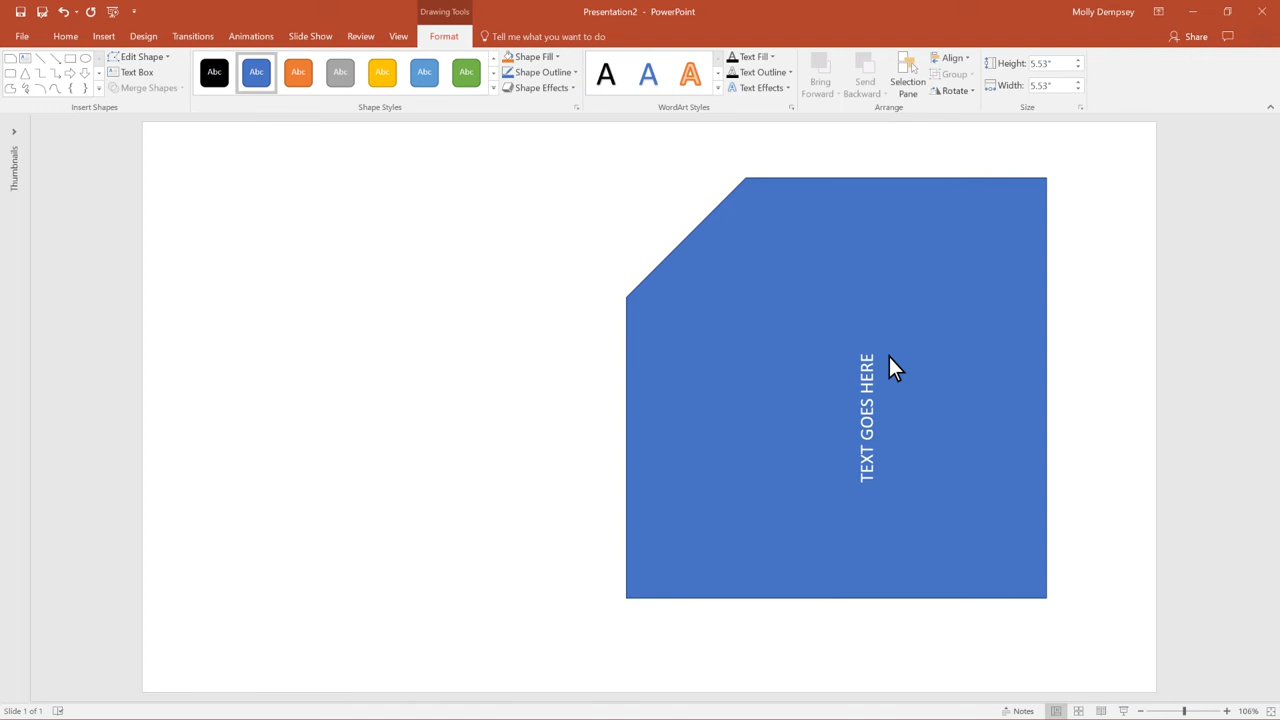 Drawing Tools
Presentation2 - PowerPoint
Molly Dempsey
File Home Insert Design Transitions Animations Slide Show Review View Format Tell me what you want to do
Share
Edit Shape
Text Box
Merge Shapes
Insert Shapes
Abc Abc Abc Abc Abc Abc Abc
Shape Fill
Shape Outline
Shape Effects
Shape Styles
A A A
Text Fill
Text Outline
Text Effects
WordArt Styles
Bring Forward
Send Backward
Selection Pane
Align
Group
Rotate
Arrange
Height: 5.53"
Width: 5.53"
Size
Thumbnails
TEXT GOES HERE
Slide 1 of 1
Notes
106%